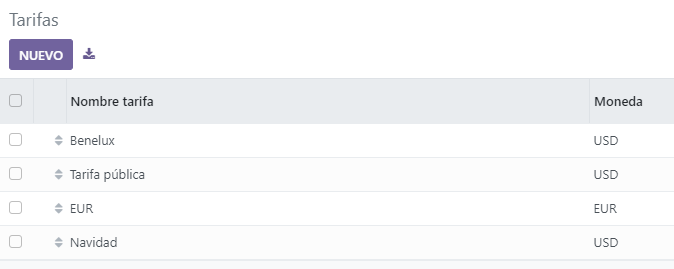 Tarifas
NUEVO
Nombre tarifa Moneda
Benelux USD
Tarifa pública USD
EUR EUR
Navidad USD